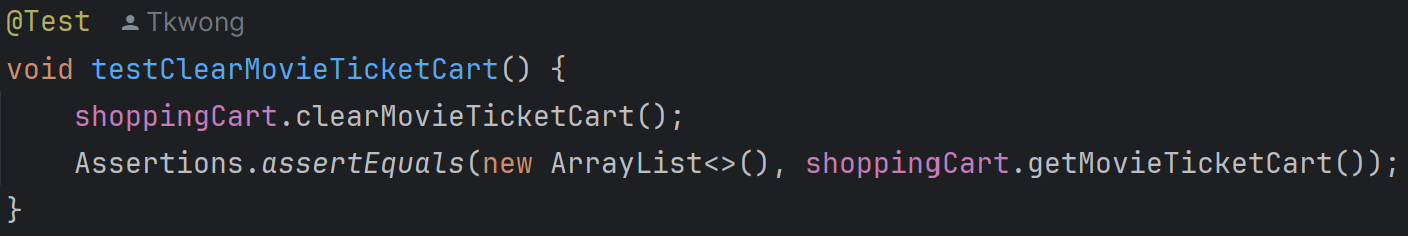 @Test Tkwong
void testClearMovieTicketCart() {
shoppingCart.clearMovieTicketCart();
Assertions.assertEquals(new ArrayList<>(), shoppingCart.getMovieTicketCart());
}